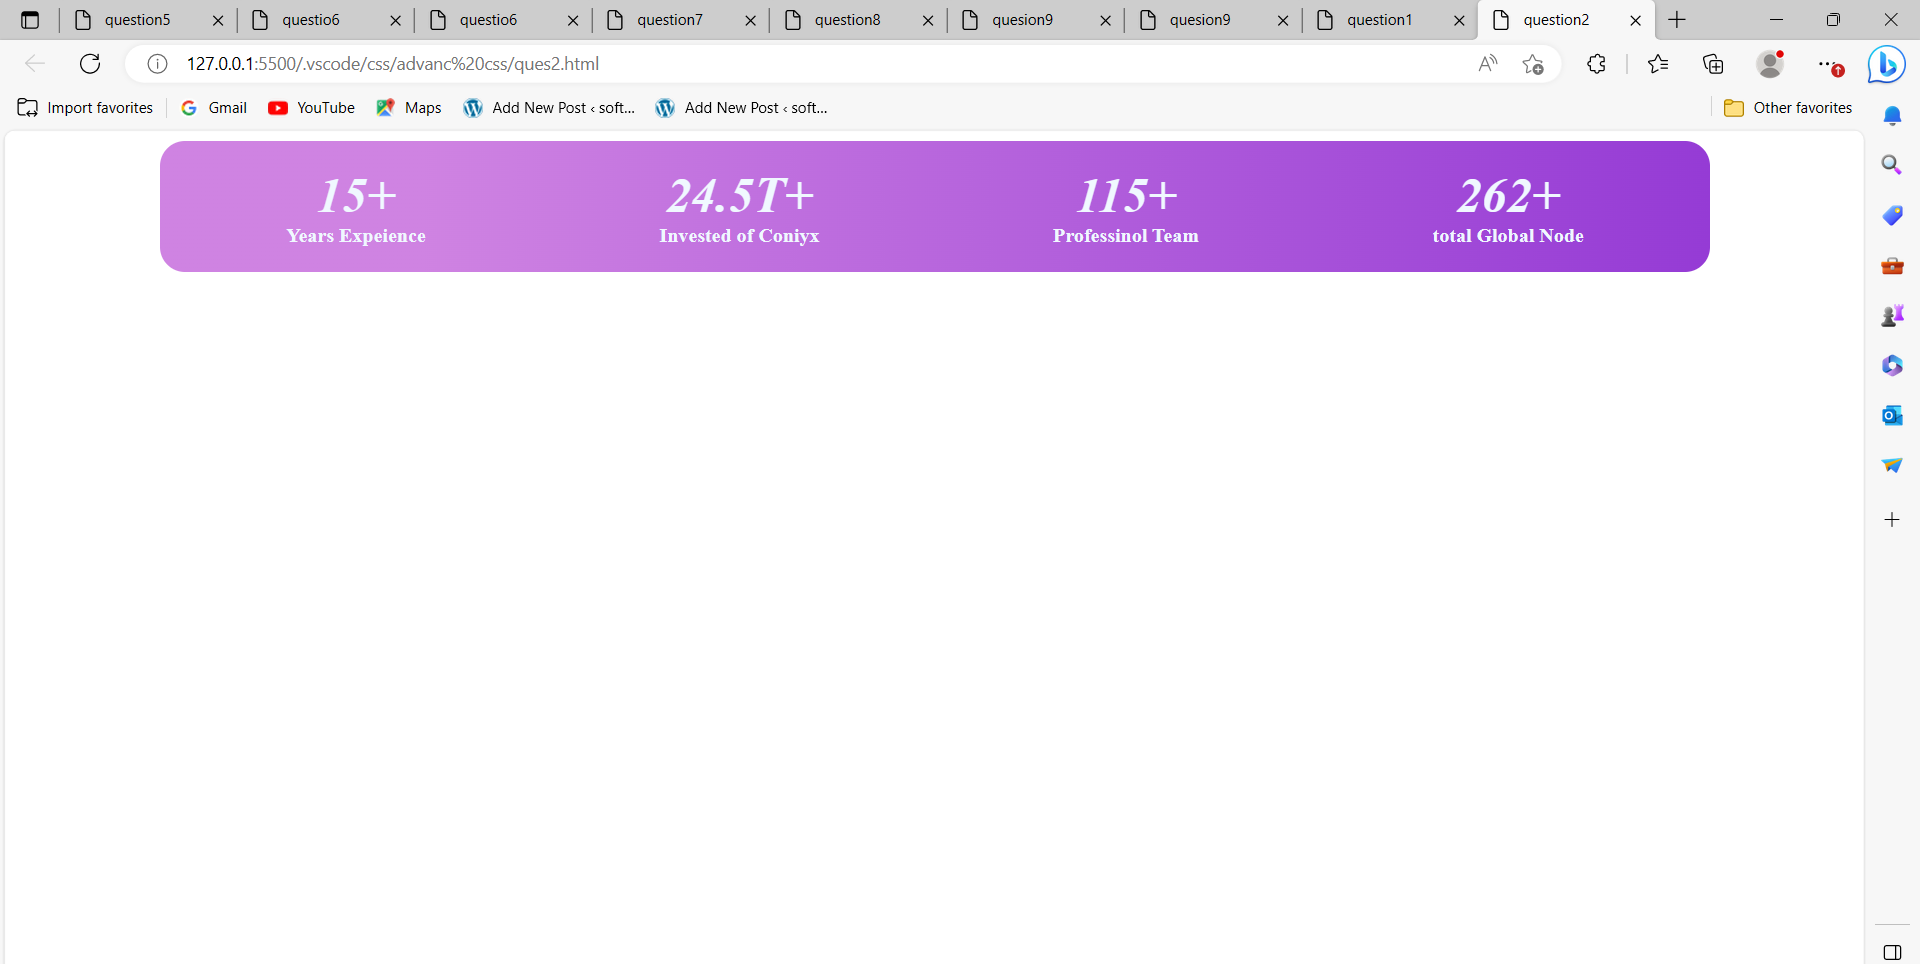 question5 questio6 questio6 question7 question8 quesion9 quesion9 question1 question2
127.0.0.1:5500/.vscode/css/advanc%20css/ques2.html
Import favorites Gmail YouTube Maps Add New Post ‹ soft... Add New Post ‹ soft... Other favorites
15+ 24.5T+ 115+ 262+
Years Expeience Invested of Coniyx Professinol Team total Global Node